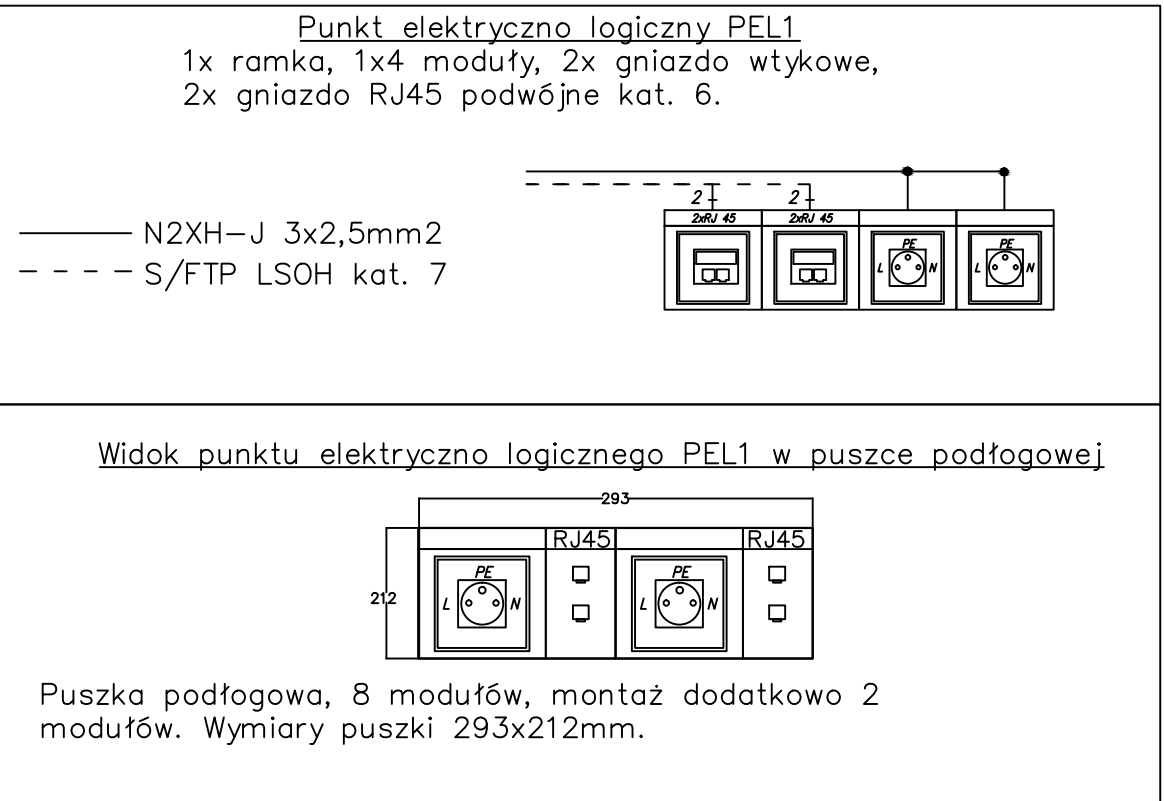 Punkt elektryczno logiczny PEL1
1x ramka, 1x4 moduły, 2x gniazdo wtykowe,
2x gniazdo RJ45 podwójne kat. 6.
N2XH-J 3x2,5mm2
S/FTP LSOH kat. 7
2 2
2xRJ 45 2xRJ 45
PE PE
L N L N
Widok punktu elektryczno logicznego PEL1 w puszce podłogowej
293
RJ45 RJ45
PE PE
212
L N L N
Puszka podłogowa, 8 modułów, montaż dodatkowo 2
modułów. Wymiary puszki 293x212mm.